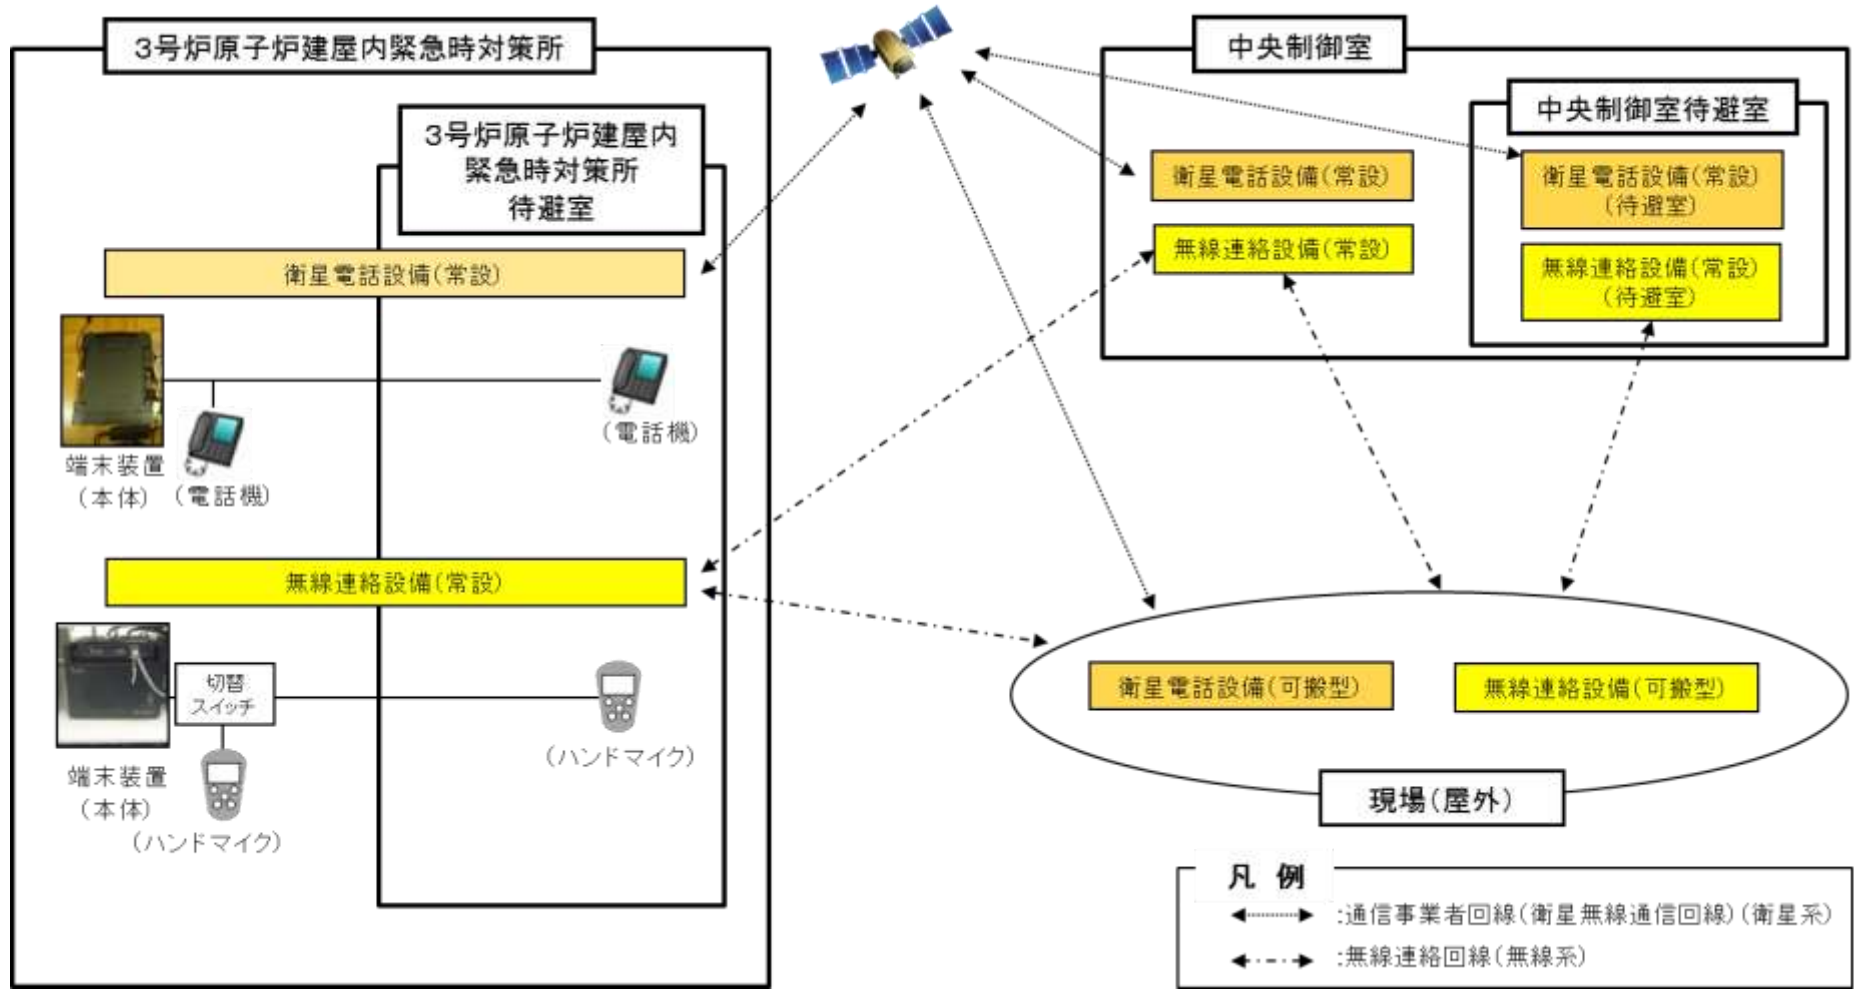 3号炉原子炉建屋内緊急時対策所
3号炉原子炉建屋内
緊急時対策所
待避室
衛星電話設備(常設)
端末装置
(本体)
(電話機)
(電話機)
無線連絡設備(常設)
切替
スイッチ
端末装置
(本体)
(ハンドマイク)
(ハンドマイク)
中央制御室
中央制御室待避室
衛星電話設備(常設)
衛星電話設備(常設)
(待避室)
無線連絡設備(常設)
無線連絡設備(常設)
(待避室)
衛星電話設備(可搬型)
無線連絡設備(可搬型)
現場(屋外)
凡 例
:通信事業者回線(衛星無線通信回線)(衛星系)
:無線連絡回線(無線系)